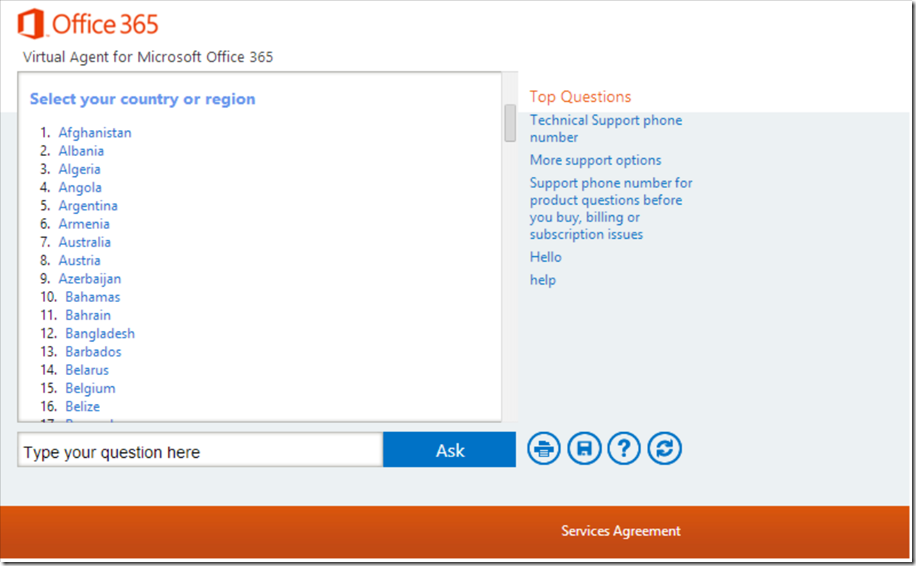 Office 365
Virtual Agent for Microsoft Office 365
Select your country or region
1. Afghanistan
2. Albania
3. Algeria
4. Angola
5. Argentina
6. Armenia
7. Australia
8. Austria
9. Azerbaijan
10. Bahamas
11. Bahrain
12. Bangladesh
13. Barbados
14. Belarus
15. Belgium
16. Belize
Type your question here
Ask
Top Questions
Technical Support phone
number
More support options
Support phone number for
product questions before
you buy, billing or
subscription issues
Hello
help
?
Services Agreement